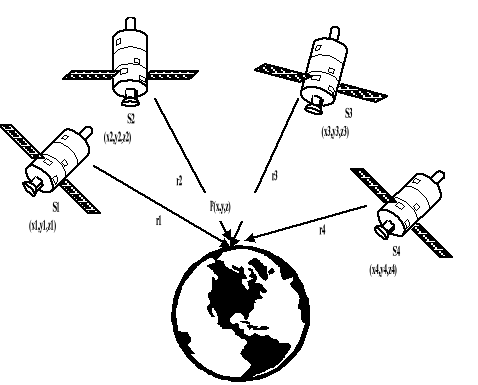 S2
(x2,y2,z2)
S3
(x3,y3,z3)
r2
r3
S1
(x1,y1,z1)
P(x,y,z)
r1
r4
S4
(x4,y4,z4)